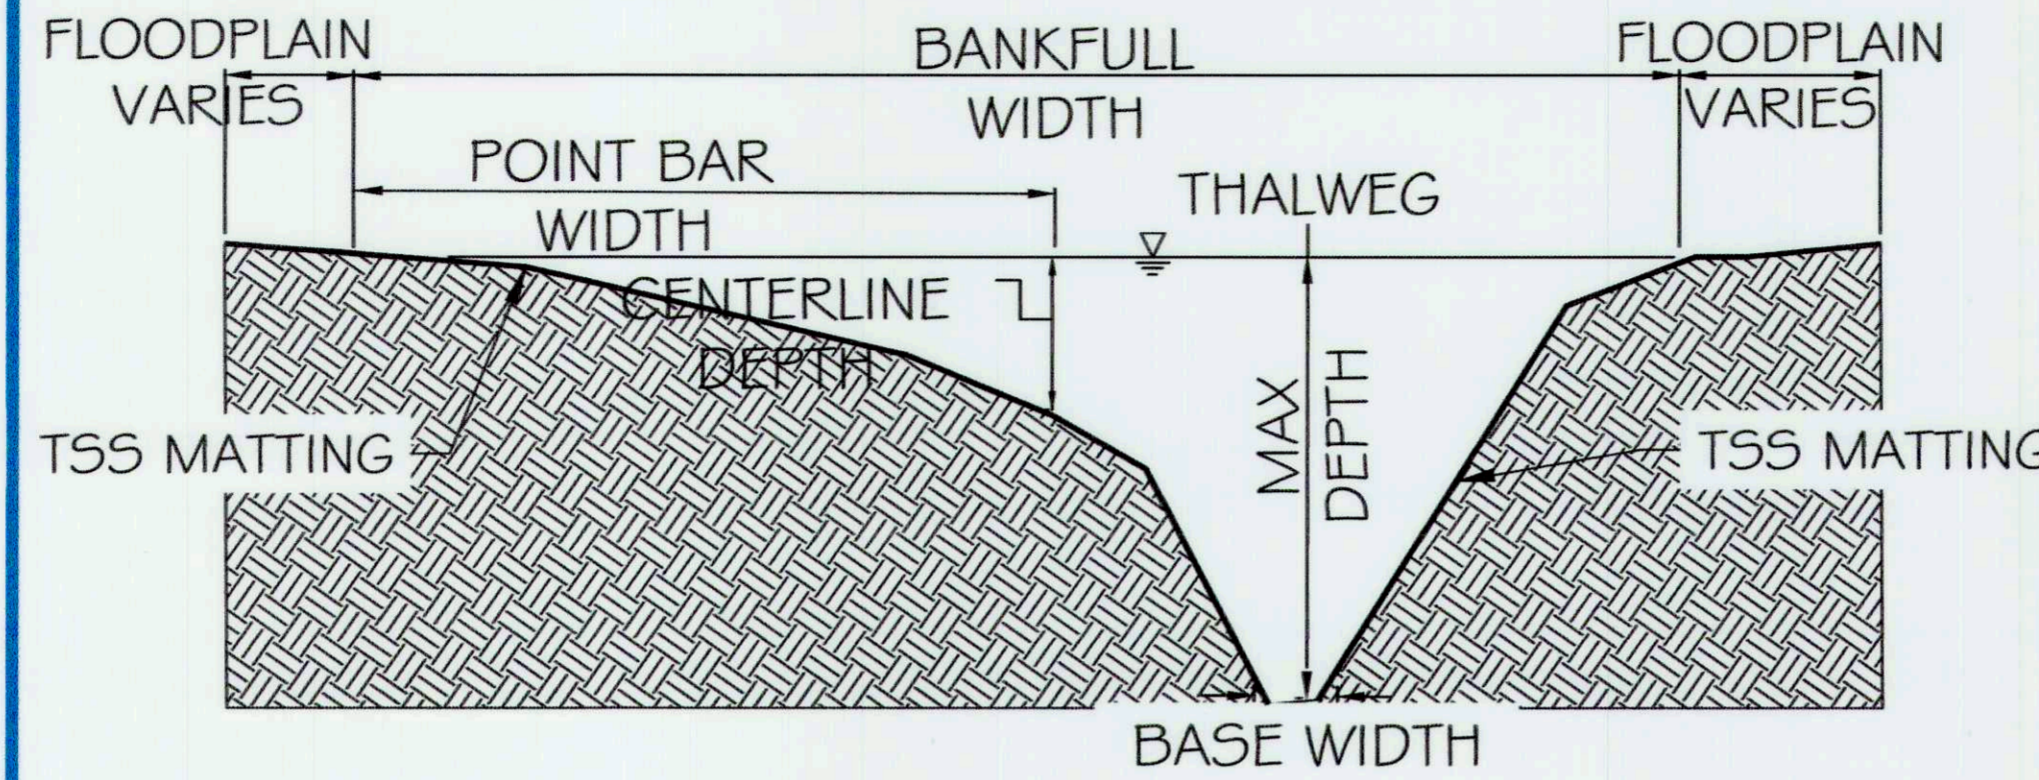 FLOODPLAIN
VARIES
BANKFULL
WIDTH
FLOODPLAIN
VARIES
POINT BAR
WIDTH
THALWEG
CENTERLINE
DEPTH
MAX
DEPTH
TSS MATTING
TSS MATTING
BASE WIDTH